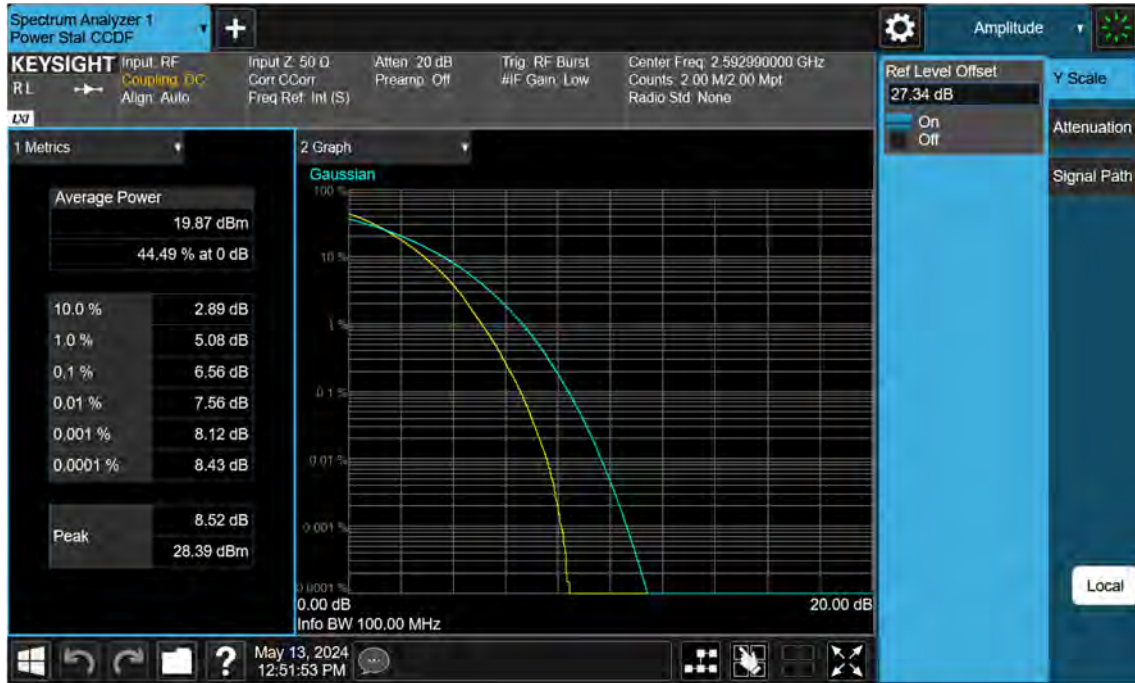 Spectrum Analyzer 1
Power Stat CCDF
+
Amplitude
KEYSIGHT
RL
LXI
Input: RF
Coupling: DC
Align: Auto
Input Z: 50 Ω
Corr CCorr
Freq Ref: Int (S)
Atten: 20 dB
Preamp: Off
Trig: RF Burst
#IF Gain: Low
Center Freq: 2.592990000 GHz
Counts: 2.00 M/2.00 Mpt
Radio Std: None
Ref Level Offset
27.34 dB
On
Off
Y Scale
Attenuation
Signal Path
1 Metrics
Average Power
19.87 dBm
44.49 % at 0 dB
10.0 % 2.89 dB
1.0 % 5.08 dB
0.1 % 6.56 dB
0.01 % 7.56 dB
0.001 % 8.12 dB
0.0001 % 8.43 dB
Peak
8.52 dB
28.39 dBm
2 Graph
Gaussian
100 %
10 %
1 %
0.1 %
0.01 %
0.001 %
0.0001 %
0.00 dB 20.00 dB
Info BW 100.00 MHz
Local
?
May 13, 2024
12:51:53 PM